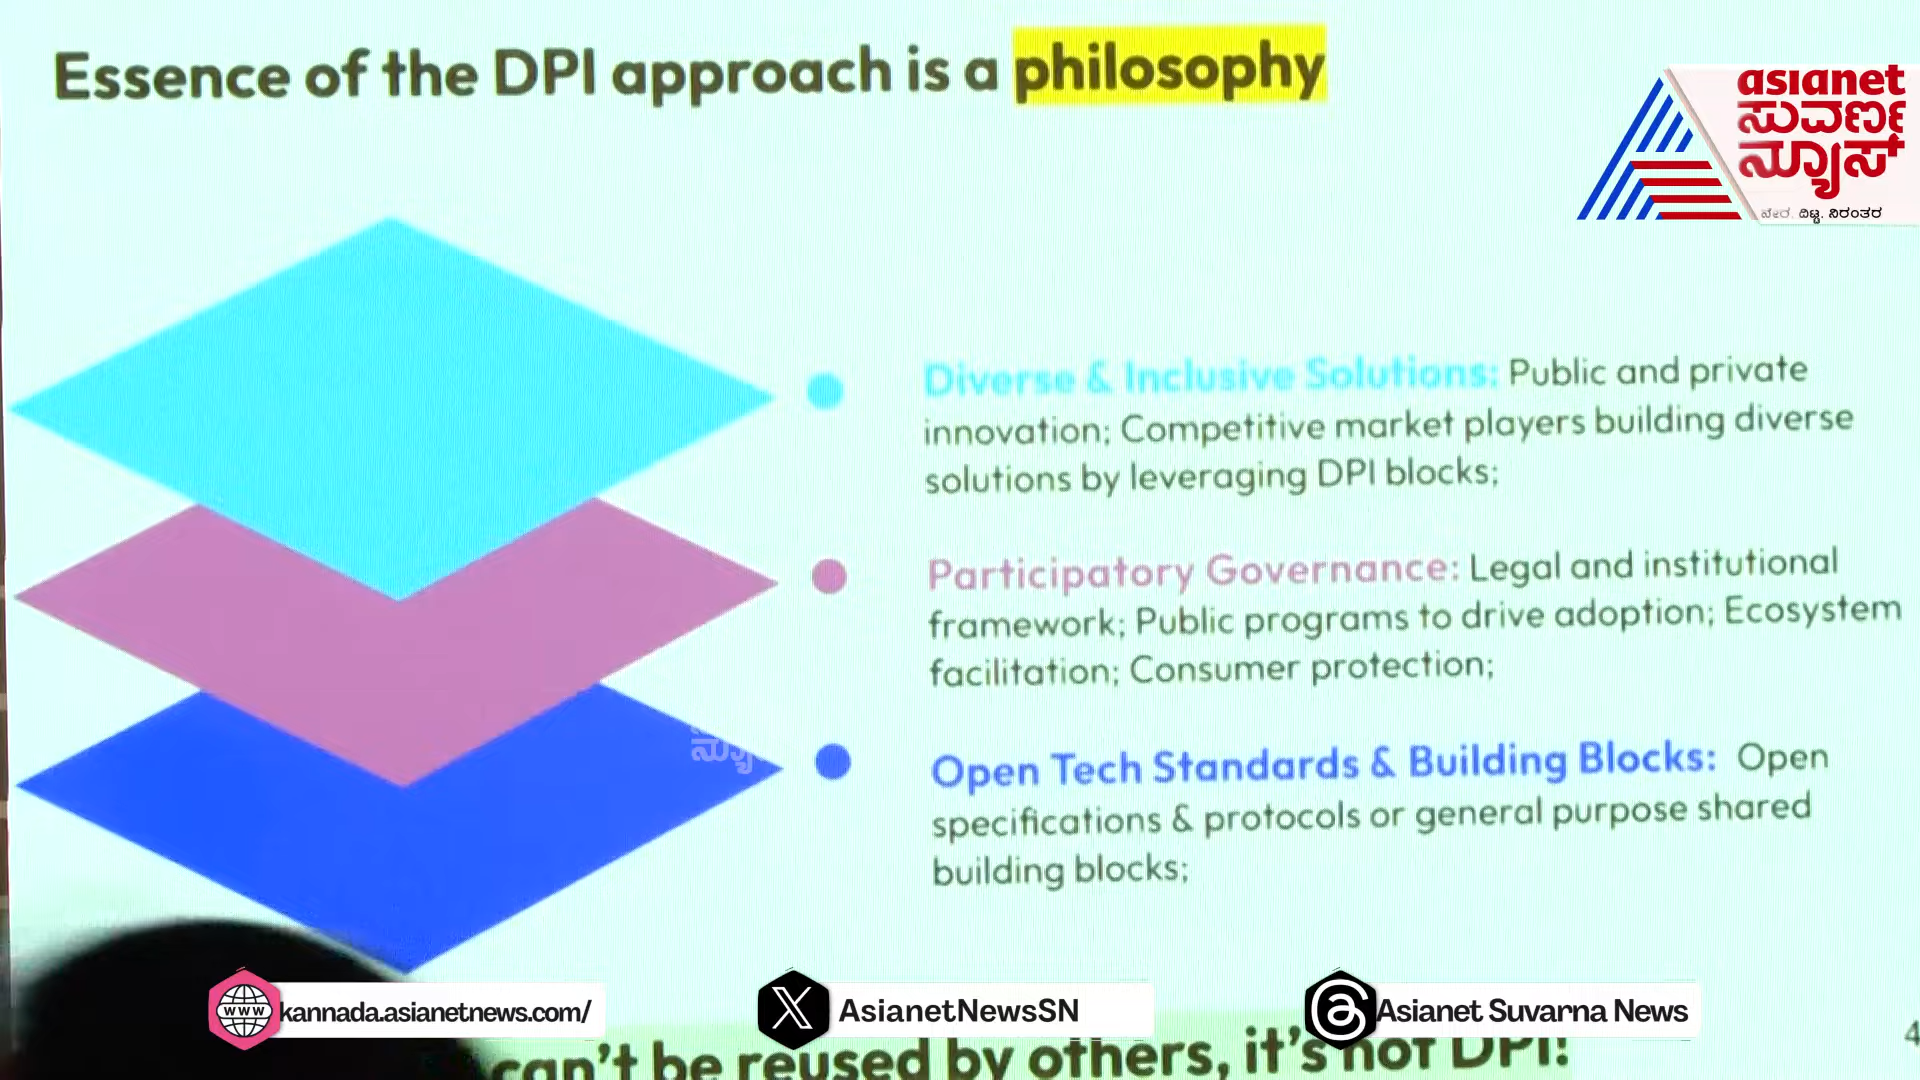 Essence of the DPI approach is a philosophy
asianet
ಸುವರ್ಣ
ನ್ಯೂಸ್
ನೇರ. ದಿಟ್ಟ. ನಿರಂತರ
Diverse & Inclusive Solutions: Public and private
innovation; Competitive market players building diverse
solutions by leveraging DPI blocks;
Participatory Governance: Legal and institutional
framework; Public programs to drive adoption; Ecosystem
facilitation; Consumer protection;
ನ್ಯೂ
Open Tech Standards & Building Blocks: Open
specifications & protocols or general purpose shared
building blocks;
www
kannada.asianetnews.com/
AsianetNewsSN
Asianet Suvarna News
4
can't be reused by others, it's not DPI!